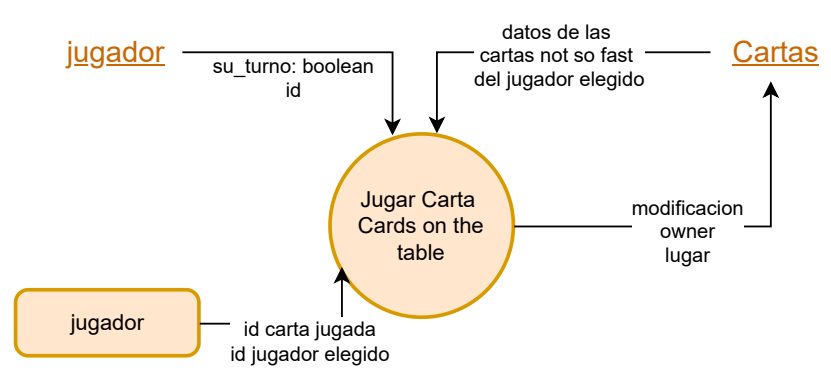 jugador
su_turno: boolean
id
datos de las
cartas not so fast
del jugador elegido
Cartas
Jugar Carta
Cards on the
table
modificacion
owner
lugar
jugador
id carta jugada
id jugador elegido